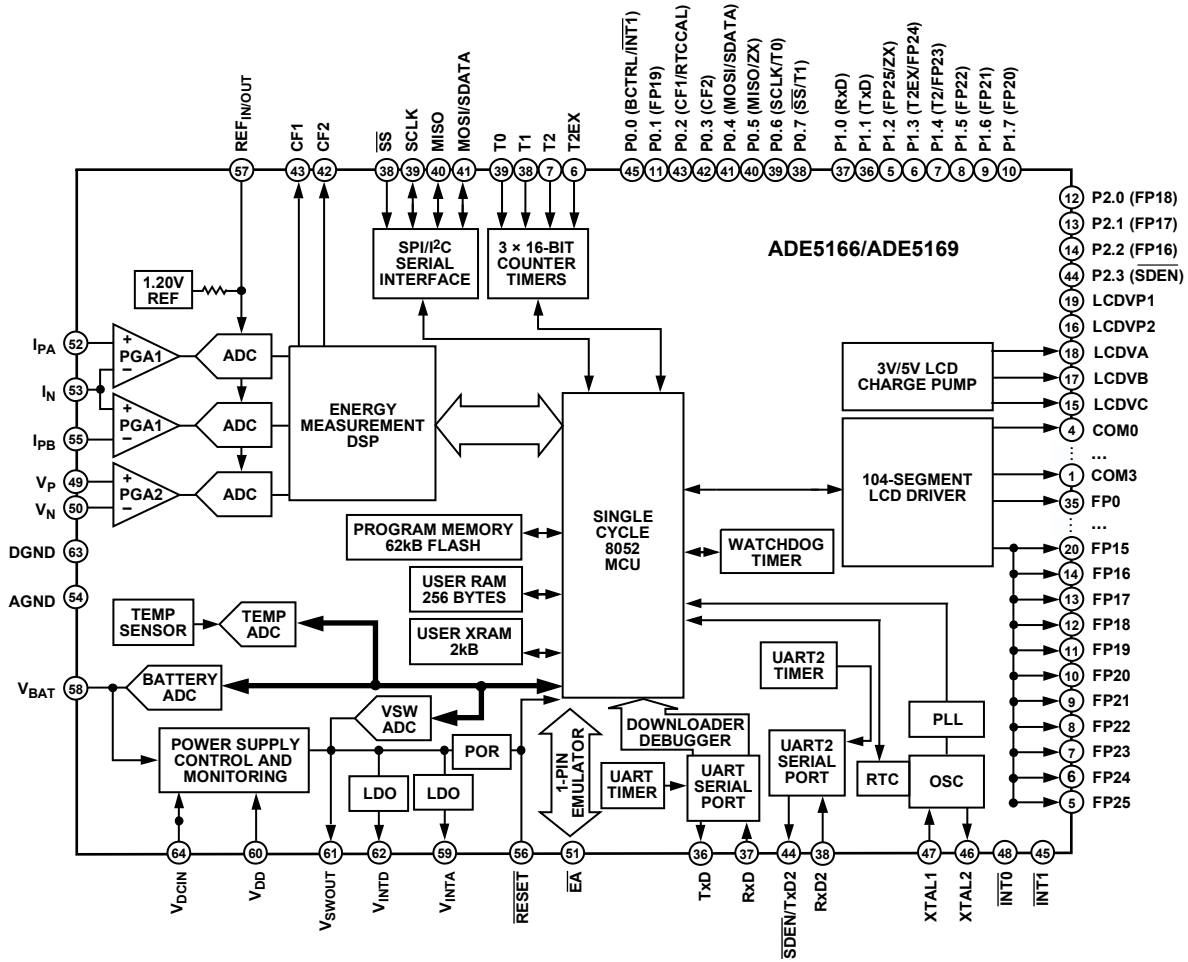 REFIN/OUT
CF1
CF2
SS
SCLK
MISO
MOSI/SDATA
T0
T1
T2
T2EX
P0.0 (BCTRL/INT1)
P0.1 (FP19)
P0.2 (CF1/RTCCAL)
P0.3 (CF2)
P0.4 (MOSI/SDATA)
P0.5 (MISO/ZX)
P0.6 (SCLK/T0)
P0.7 (SS/T1)
P1.0 (RxD)
P1.1 (TxD)
P1.2 (FP25/ZX)
P1.3 (T2EX/FP24)
P1.4 (T2/FP23)
P1.5 (FP22)
P1.6 (FP21)
P1.7 (FP20)
57
43
42
38
39
40
41
39
38
7
6
45
11
43
42
41
40
39
38
37
36
5
6
7
8
9
10
12 P2.0 (FP18)
13 P2.1 (FP17)
14 P2.2 (FP16)
44 P2.3 (SDEN)
19 LCDVP1
16 LCDVP2
18 LCDVA
17 LCDVB
15 LCDVC
4 COM0
...
1 COM3
35 FP0
...
20 FP15
14 FP16
13 FP17
12 FP18
11 FP19
10 FP20
9 FP21
8 FP22
7 FP23
6 FP24
5 FP25
ADE5166/ADE5169
SPI/I2C
SERIAL
INTERFACE
3 × 16-BIT
COUNTER
TIMERS
1.20V
REF
IPA 52
IN 53
IPB 55
VP 49
VN 50
DGND 63
AGND 54
VBAT 58
+
PGA1
−
ADC
+
PGA1
−
ADC
+
PGA2
−
ADC
ENERGY
MEASUREMENT
DSP
3V/5V LCD
CHARGE PUMP
104-SEGMENT
LCD DRIVER
SINGLE
CYCLE
8052
MCU
PROGRAM MEMORY
62kB FLASH
USER RAM
256 BYTES
USER XRAM
2kB
WATCHDOG
TIMER
TEMP
SENSOR
TEMP
ADC
BATTERY
ADC
VSW
ADC
POWER SUPPLY
CONTROL AND
MONITORING
LDO
LDO
POR
1-PIN
EMULATOR
DOWNLOADER
DEBUGGER
UART
TIMER
UART
SERIAL
PORT
UART2
TIMER
UART2
SERIAL
PORT
PLL
RTC
OSC
64
60
61
62
59
56
51
36
37
44
38
47
46
48
45
VDCIN
VDD
VSWOUT
VINTD
VINTA
RESET
EA
TxD
RxD
SDEN/TxD2
RxD2
XTAL1
XTAL2
INT0
INT1